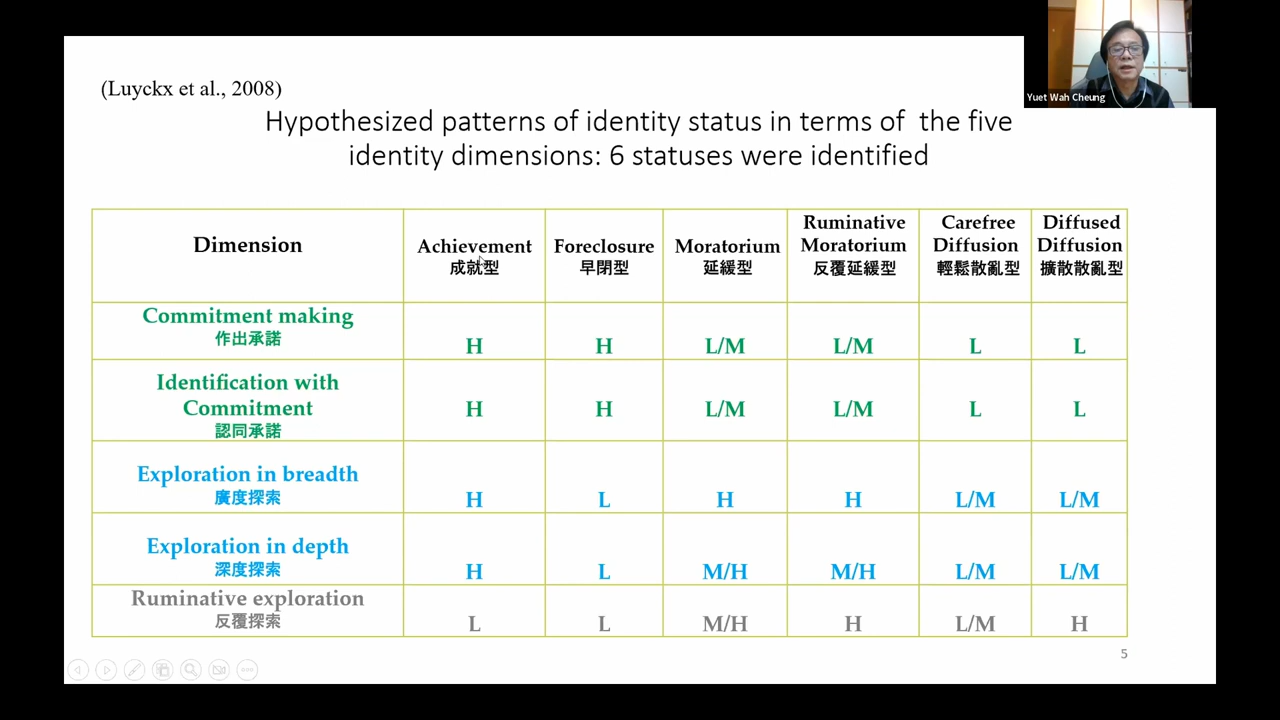 (Luyckx et al., 2008)
Hypothesized patterns of identity status in terms of the five
identity dimensions: 6 statuses were identified
Yuet Wah Cheung
Dimension
Achievement
成就型
Foreclosure
早閉型
Moratorium
延緩型
Ruminative
Moratorium
反覆延緩型
Carefree
Diffusion
輕鬆散亂型
Diffused
Diffusion
擴散散亂型
Commitment making
作出承諾
H H L/M L/M L L
Identification with
Commitment
認同承諾
H H L/M L/M L L
Exploration in breadth
廣度探索
H L H H L/M L/M
Exploration in depth
深度探索
H L M/H M/H L/M L/M
Ruminative exploration
反覆探索
L L M/H H L/M H
5